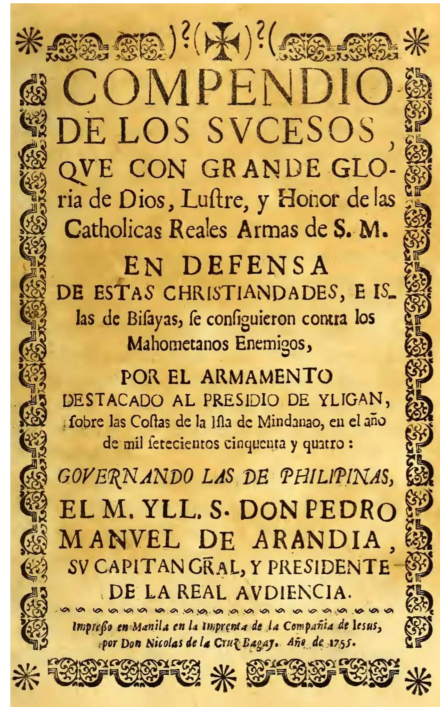 COMPENDIO
DE LOS SVCESOS,
QVE CON GRANDE GLO-
ria de Dios, Luſtre, y Honor de las
Catholicas Reales Armas de S. M.
EN DEFENSA
DE ESTAS CHRISTIANDADES, E IS-
las de Biſayas, ſe conſiguieron contra los
Mahometanos Enemigos,
POR EL ARMAMENTO
DESTACADO AL PRESIDIO DE YLIGAN,
ſobre las Coſtas de la Iſla de Mindanao, en el año
de mil ſetecientos cinquenta y quatro:
GOVERNANDO LAS DE PHILIPINAS,
EL M. YLL. S. DON PEDRO
MANVEL DE ARANDIA,
SV CAPITAN GR̃AL, Y PRESIDENTE
DE LA REAL AVDIENCIA.
Impreſſo en Manila en la Imprenta de la Compañia de Ieſus,
por Don Nicolas de la Cruz Bagay. Año de 1755.